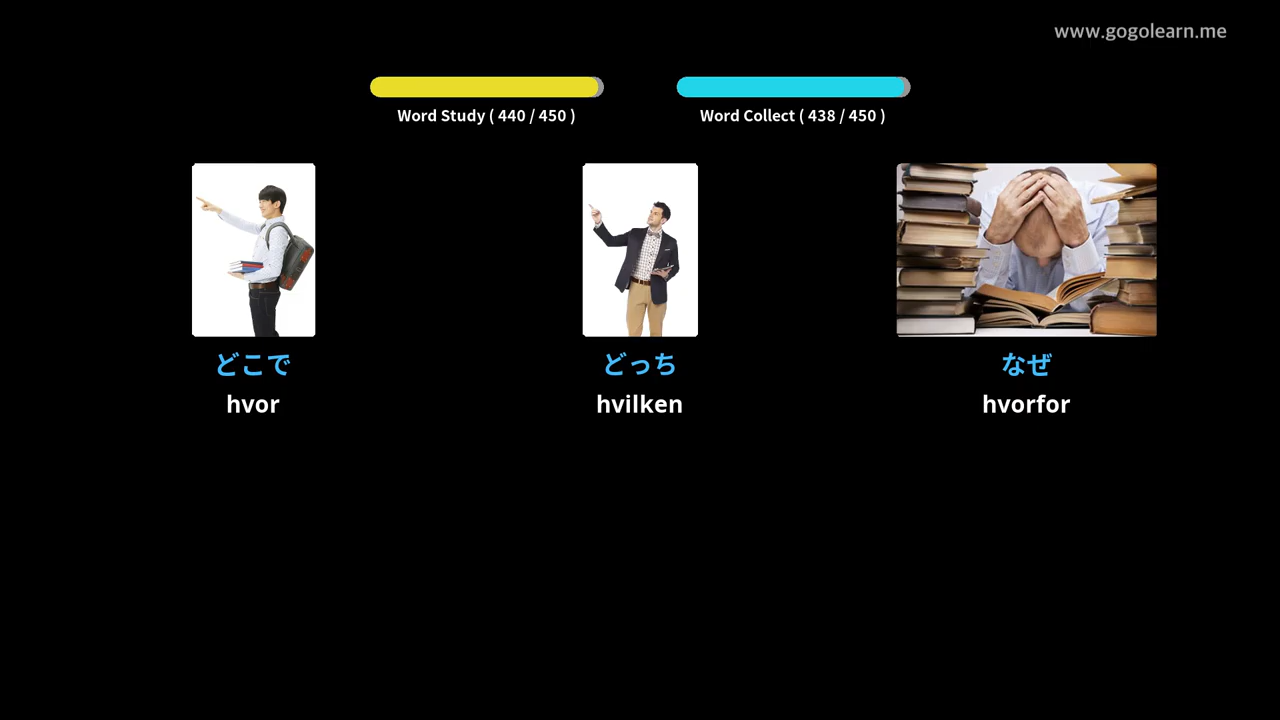 www.gogolearn.me
Word Study ( 440 / 450 )
Word Collect ( 438 / 450 )
どこで
どっち
なぜ
hvor
hvilken
hvorfor